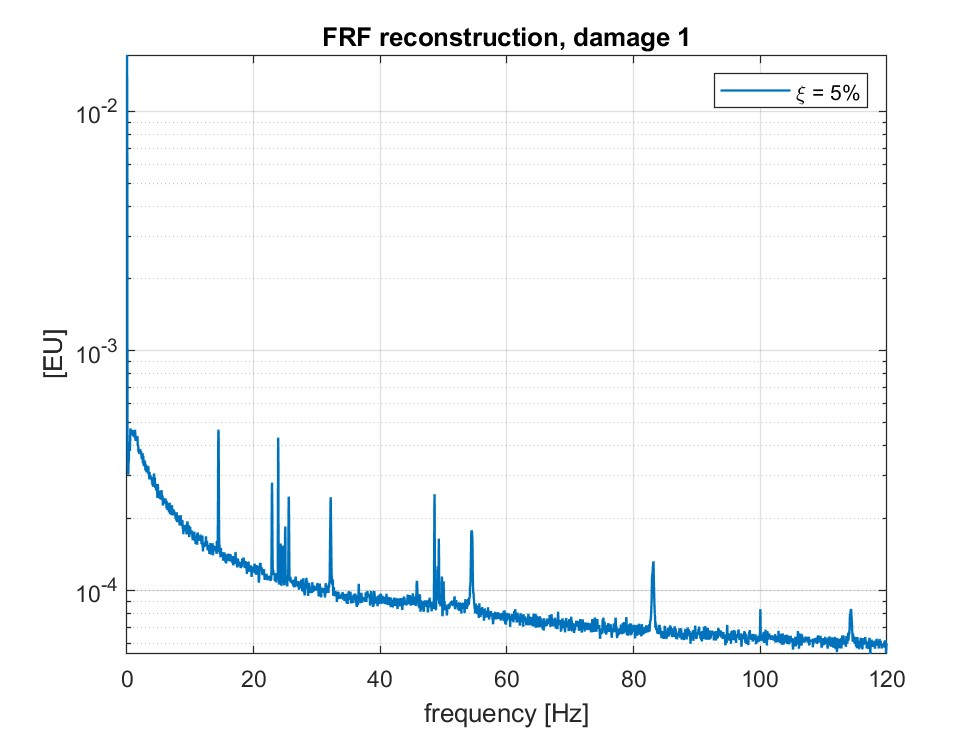 FRF reconstruction, damage 1
ξ = 5%
10^-2
10^-3
10^-4
[EU]
0 20 40 60 80 100 120
frequency [Hz]